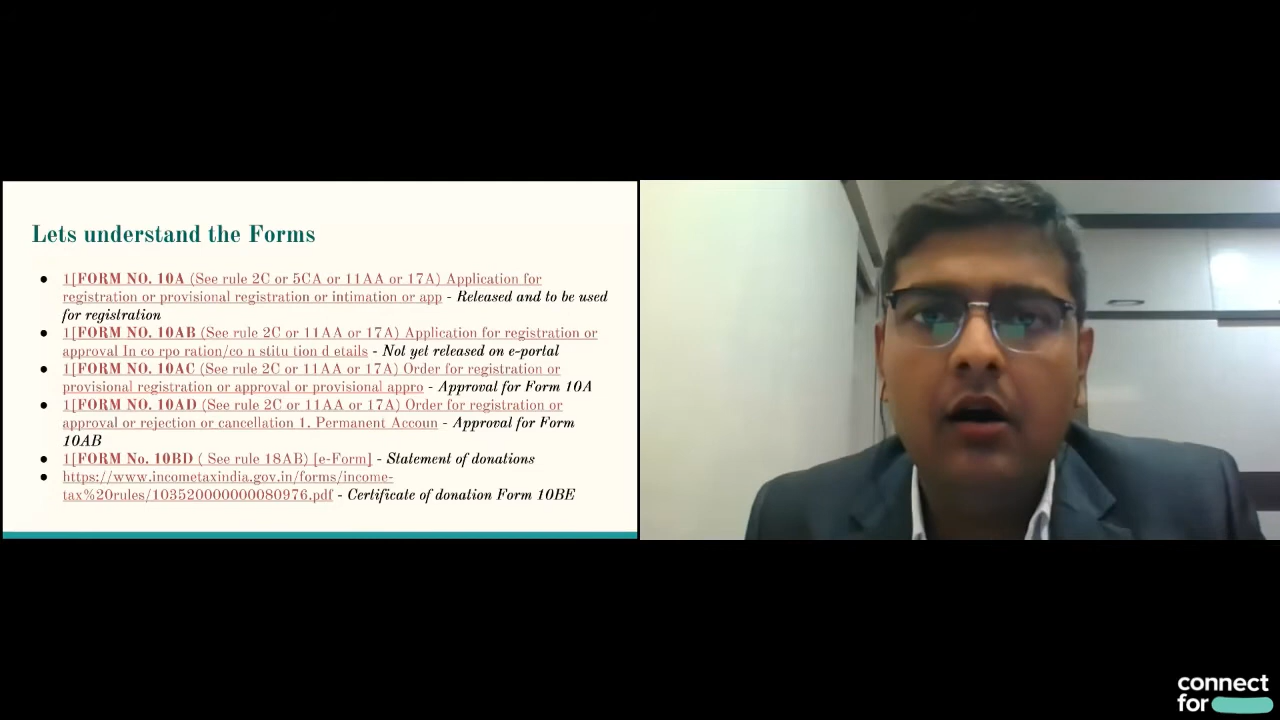 Lets understand the Forms
● 1[FORM NO. 10A (See rule 2C or 5CA or 11AA or 17A) Application for
registration or provisional registration or intimation or app - Released and to be used
for registration
● 1[FORM NO. 10AB (See rule 2C or 11AA or 17A) Application for registration or
approval In co rpo ration/co n stitu tion d etails - Not yet released on e-portal
● 1[FORM NO. 10AC (See rule 2C or 11AA or 17A) Order for registration or
provisional registration or approval or provisional appro - Approval for Form 10A
● 1[FORM NO. 10AD (See rule 2C or 11AA or 17A) Order for registration or
approval or rejection or cancellation 1. Permanent Accoun - Approval for Form
10AB
● 1[FORM No. 10BD ( See rule 18AB) [e-Form] - Statement of donations
● https://www.incometaxindia.gov.in/forms/income-
tax%20rules/103520000000080976.pdf - Certificate of donation Form 10BE
connect
for